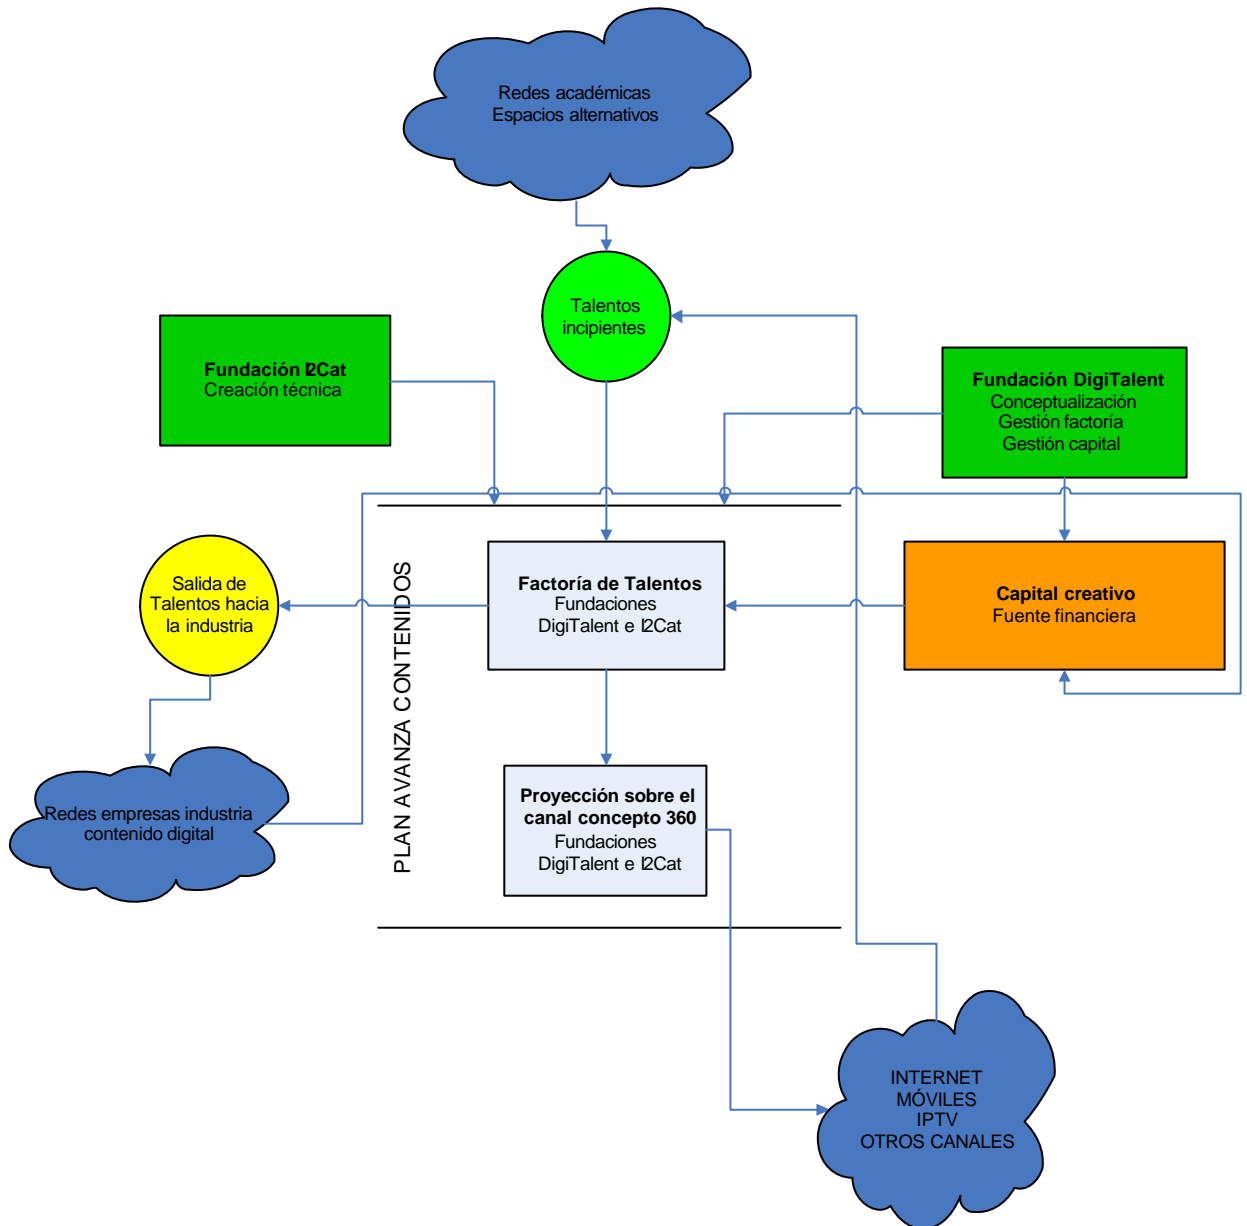 Redes académicas
Espacios alternativos
Talentos
incipientes
Fundación I2Cat
Creación técnica
Fundación DigiTalent
Conceptualización
Gestión factoría
Gestión capital
PLAN AVANZA CONTENIDOS
Salida de
Talentos hacia
la industria
Factoría de Talentos
Fundaciones
DigiTalent e I2Cat
Capital creativo
Fuente financiera
Redes empresas industria
contenido digital
Proyección sobre el
canal concepto 360
Fundaciones
DigiTalent e I2Cat
INTERNET
MÓVILES
IPTV
OTROS CANALES